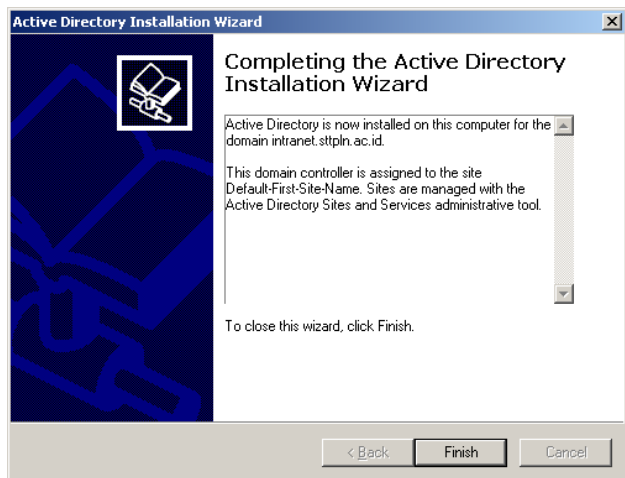 Active Directory Installation Wizard
Completing the Active Directory
Installation Wizard
Active Directory is now installed on this computer for the
domain intranet.sttpln.ac.id.
This domain controller is assigned to the site
Default-First-Site-Name. Sites are managed with the
Active Directory Sites and Services administrative tool.
To close this wizard, click Finish.
< Back
Finish
Cancel